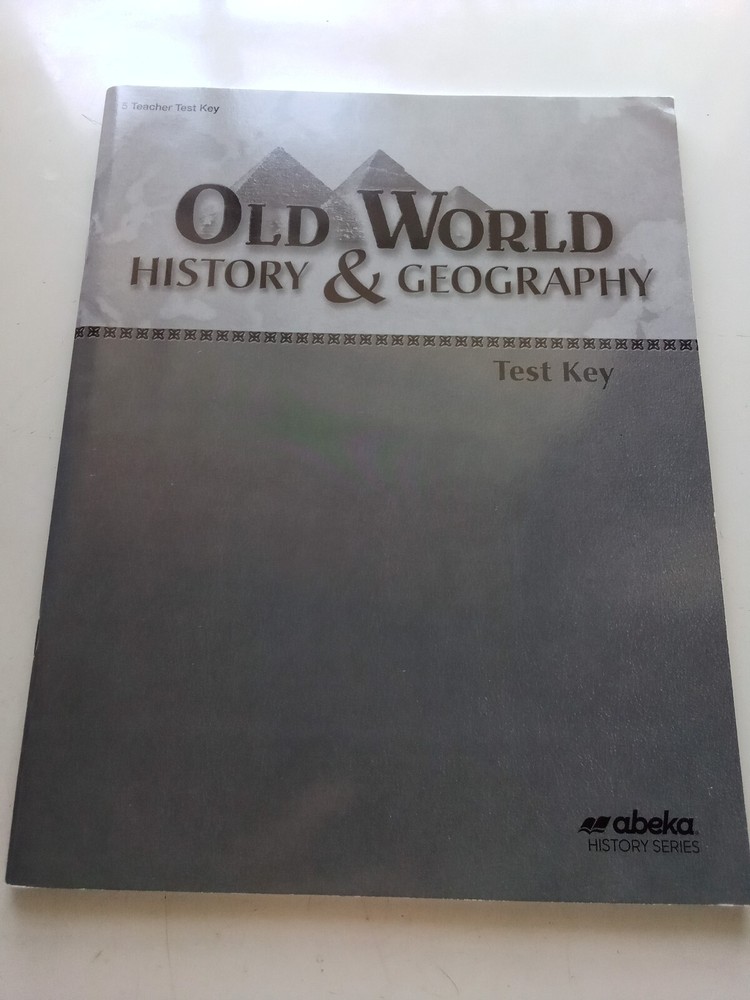 5 Teacher Test Key
OLD WORLD
HISTORY & GEOGRAPHY
Test Key
abeka
HISTORY SERIES